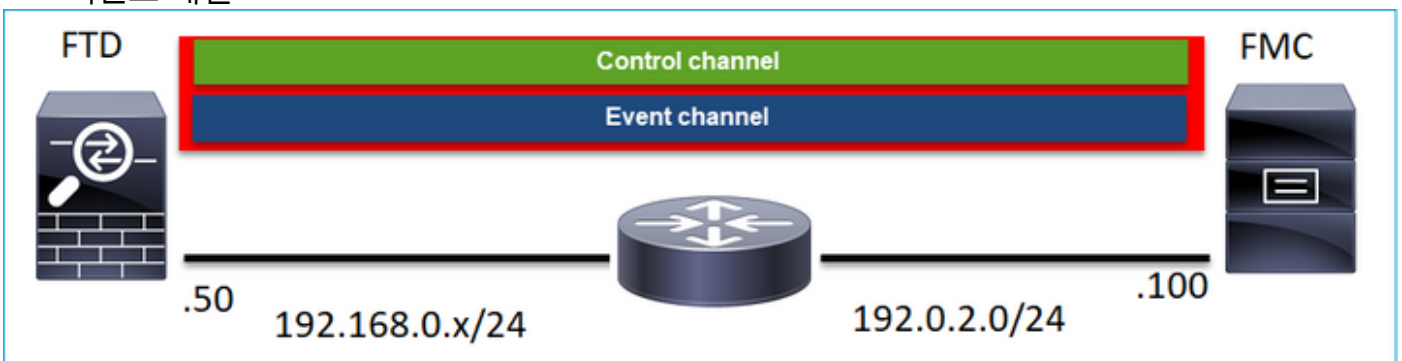 FTD
Control channel
FMC
Event channel
.50
192.168.0.x/24
192.0.2.0/24
.100